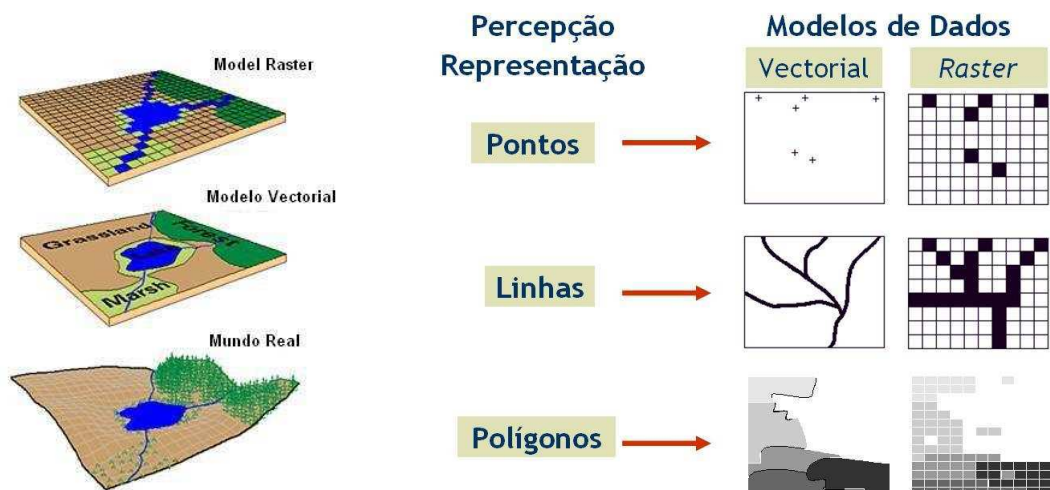 Model Raster
Modelo Vectorial
Grassland
Forest
Marsh
Mundo Real
Percepção
Representação
Modelos de Dados
Vectorial
Raster
Pontos
Linhas
Polígonos